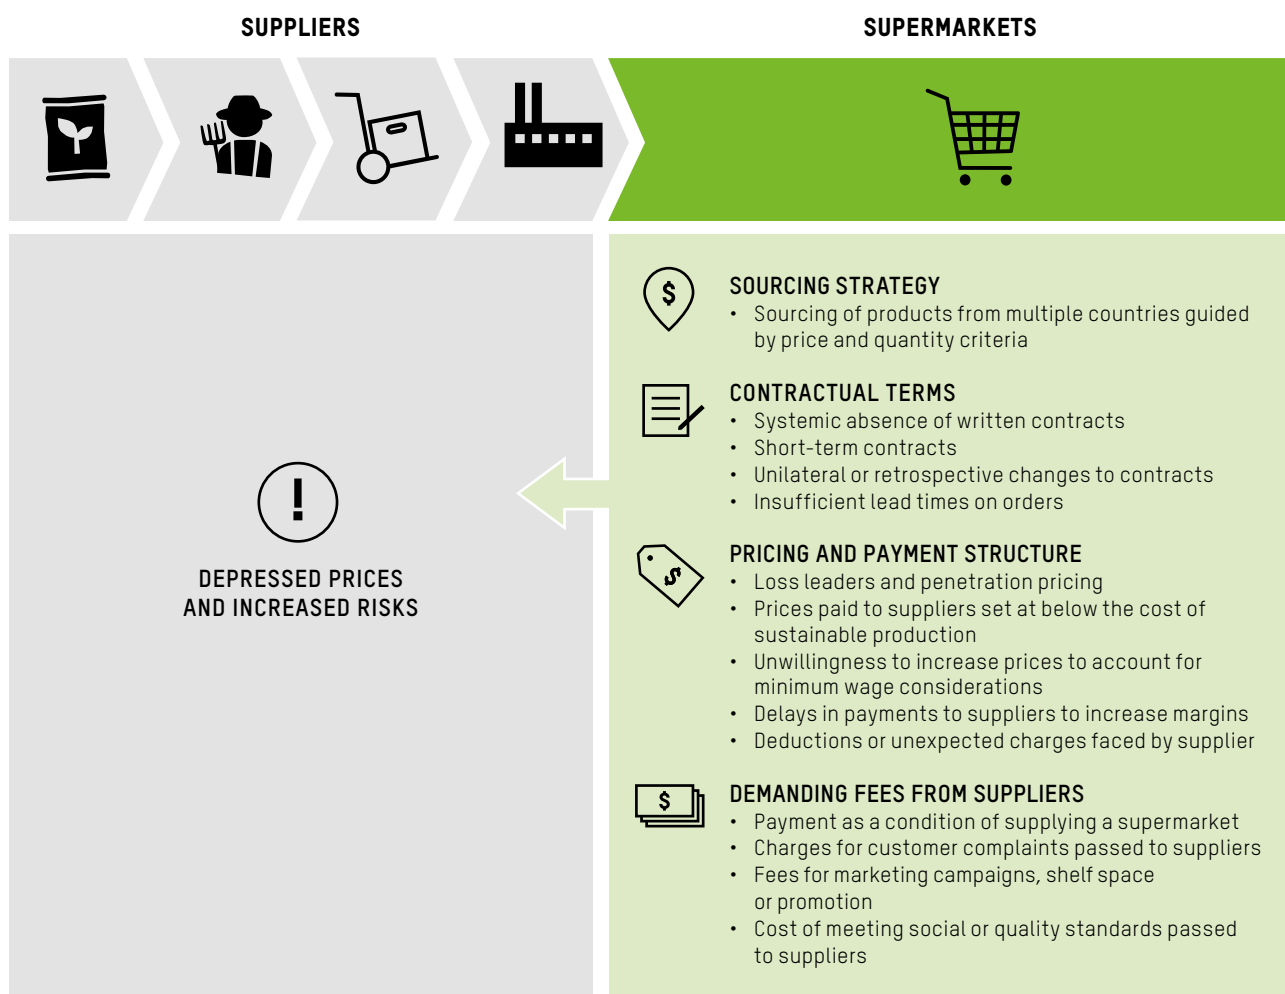 SUPPLIERS
SUPERMARKETS
SOURCING STRATEGY
• Sourcing of products from multiple countries guided
by price and quantity criteria
CONTRACTUAL TERMS
• Systemic absence of written contracts
• Short-term contracts
• Unilateral or retrospective changes to contracts
• Insufficient lead times on orders
!
DEPRESSED PRICES
AND INCREASED RISKS
PRICING AND PAYMENT STRUCTURE
• Loss leaders and penetration pricing
• Prices paid to suppliers set at below the cost of
sustainable production
• Unwillingness to increase prices to account for
minimum wage considerations
• Delays in payments to suppliers to increase margins
• Deductions or unexpected charges faced by supplier
DEMANDING FEES FROM SUPPLIERS
• Payment as a condition of supplying a supermarket
• Charges for customer complaints passed to suppliers
• Fees for marketing campaigns, shelf space
or promotion
• Cost of meeting social or quality standards passed
to suppliers